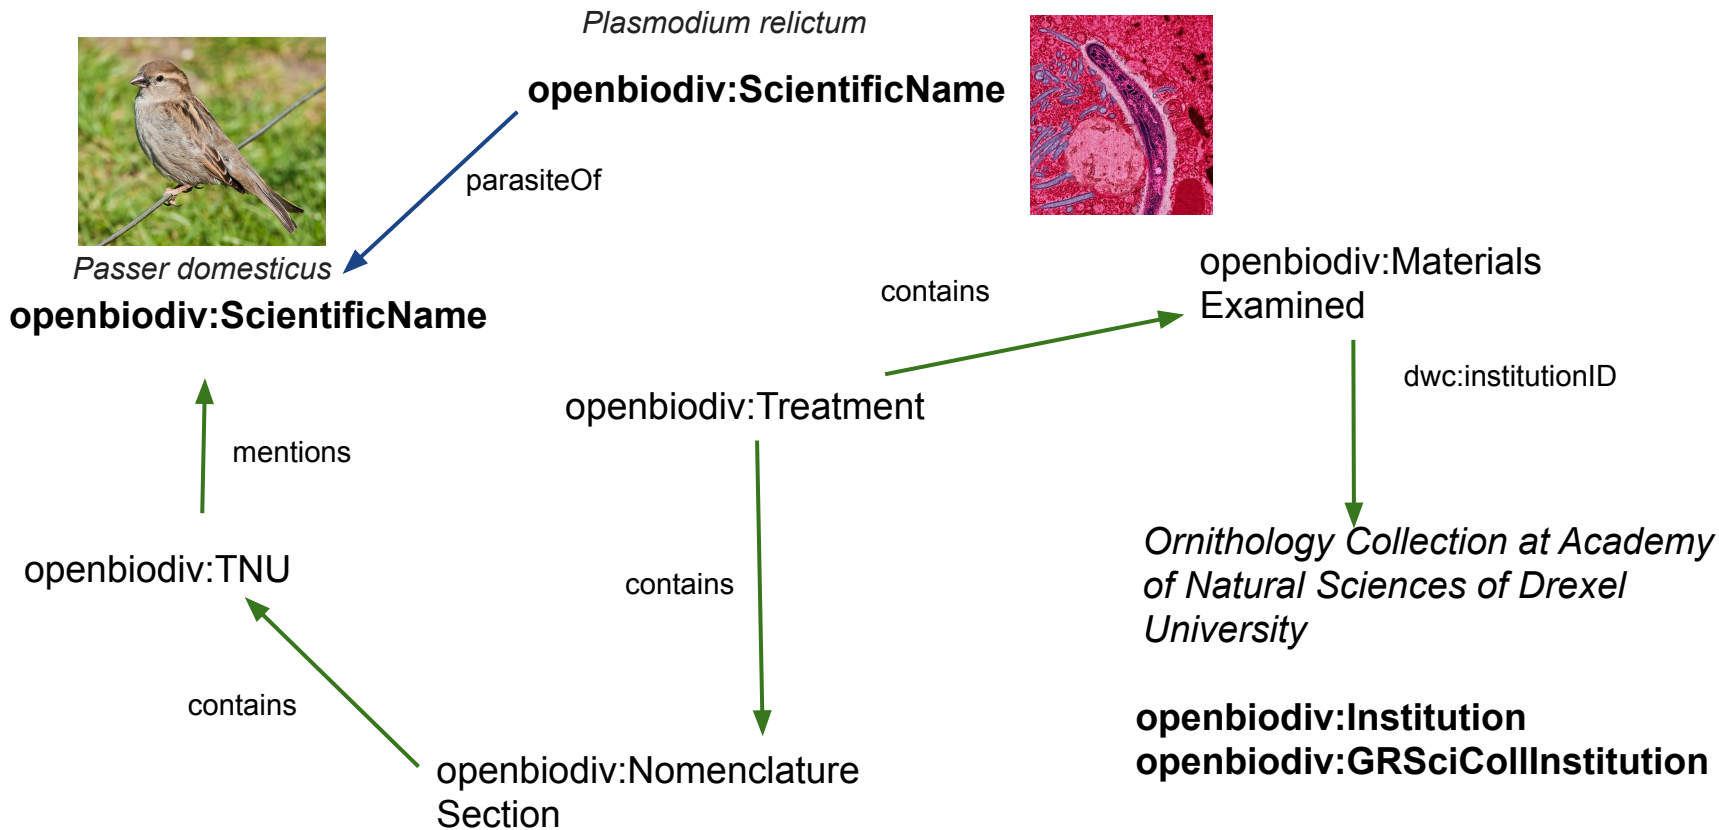 Plasmodium relictum
openbiodiv:ScientificName
parasiteOf
Passer domesticus
openbiodiv:ScientificName
contains
openbiodiv:Materials
Examined
dwc:institutionID
openbiodiv:Treatment
mentions
openbiodiv:TNU
contains
Ornithology Collection at Academy
of Natural Sciences of Drexel
University
contains
openbiodiv:Nomenclature
Section
openbiodiv:Institution
openbiodiv:GRSciCollInstitution